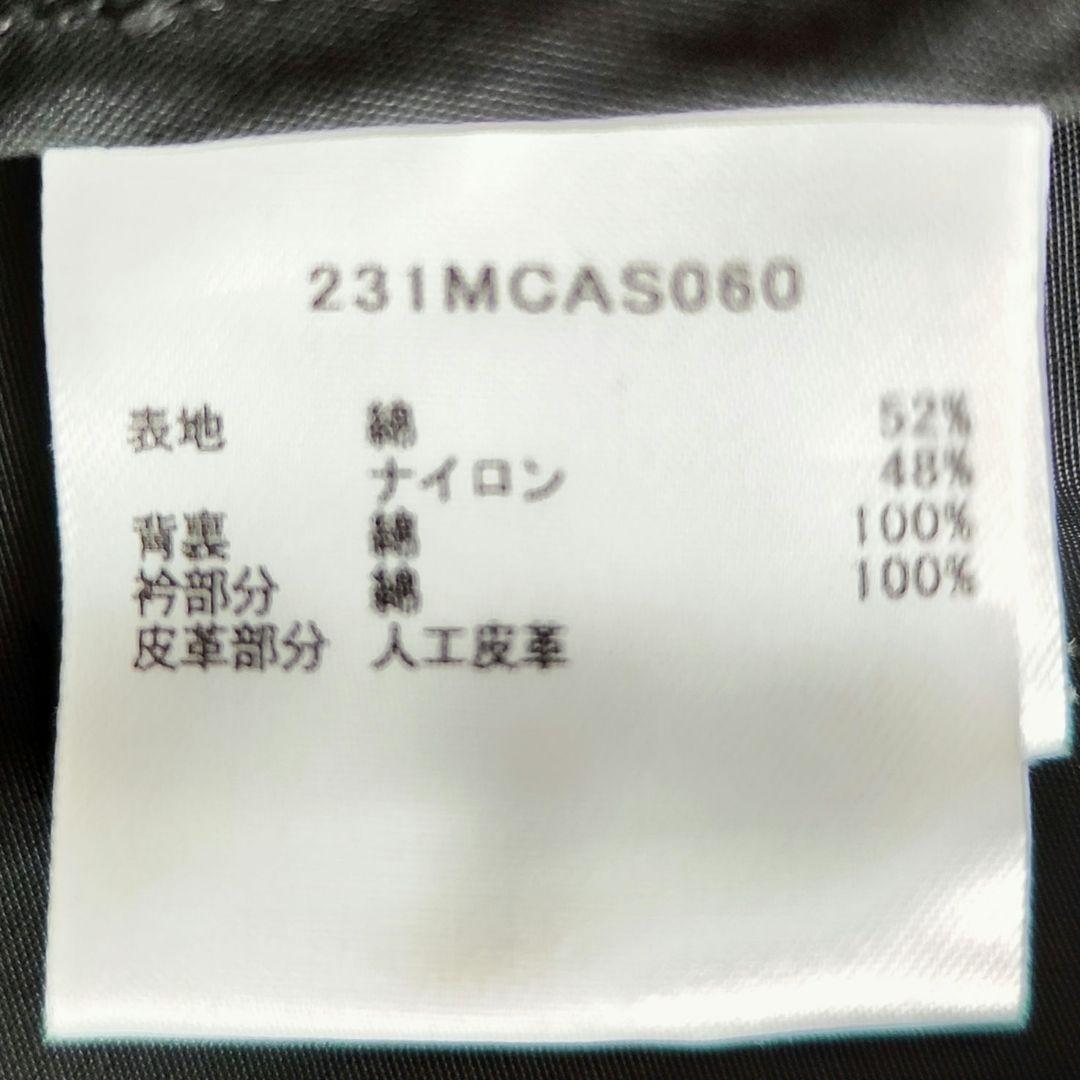 231MCAS060
表地 綿 52%
ナイロン 48%
背裏 綿 100%
衿部分 綿 100%
皮革部分 人工皮革